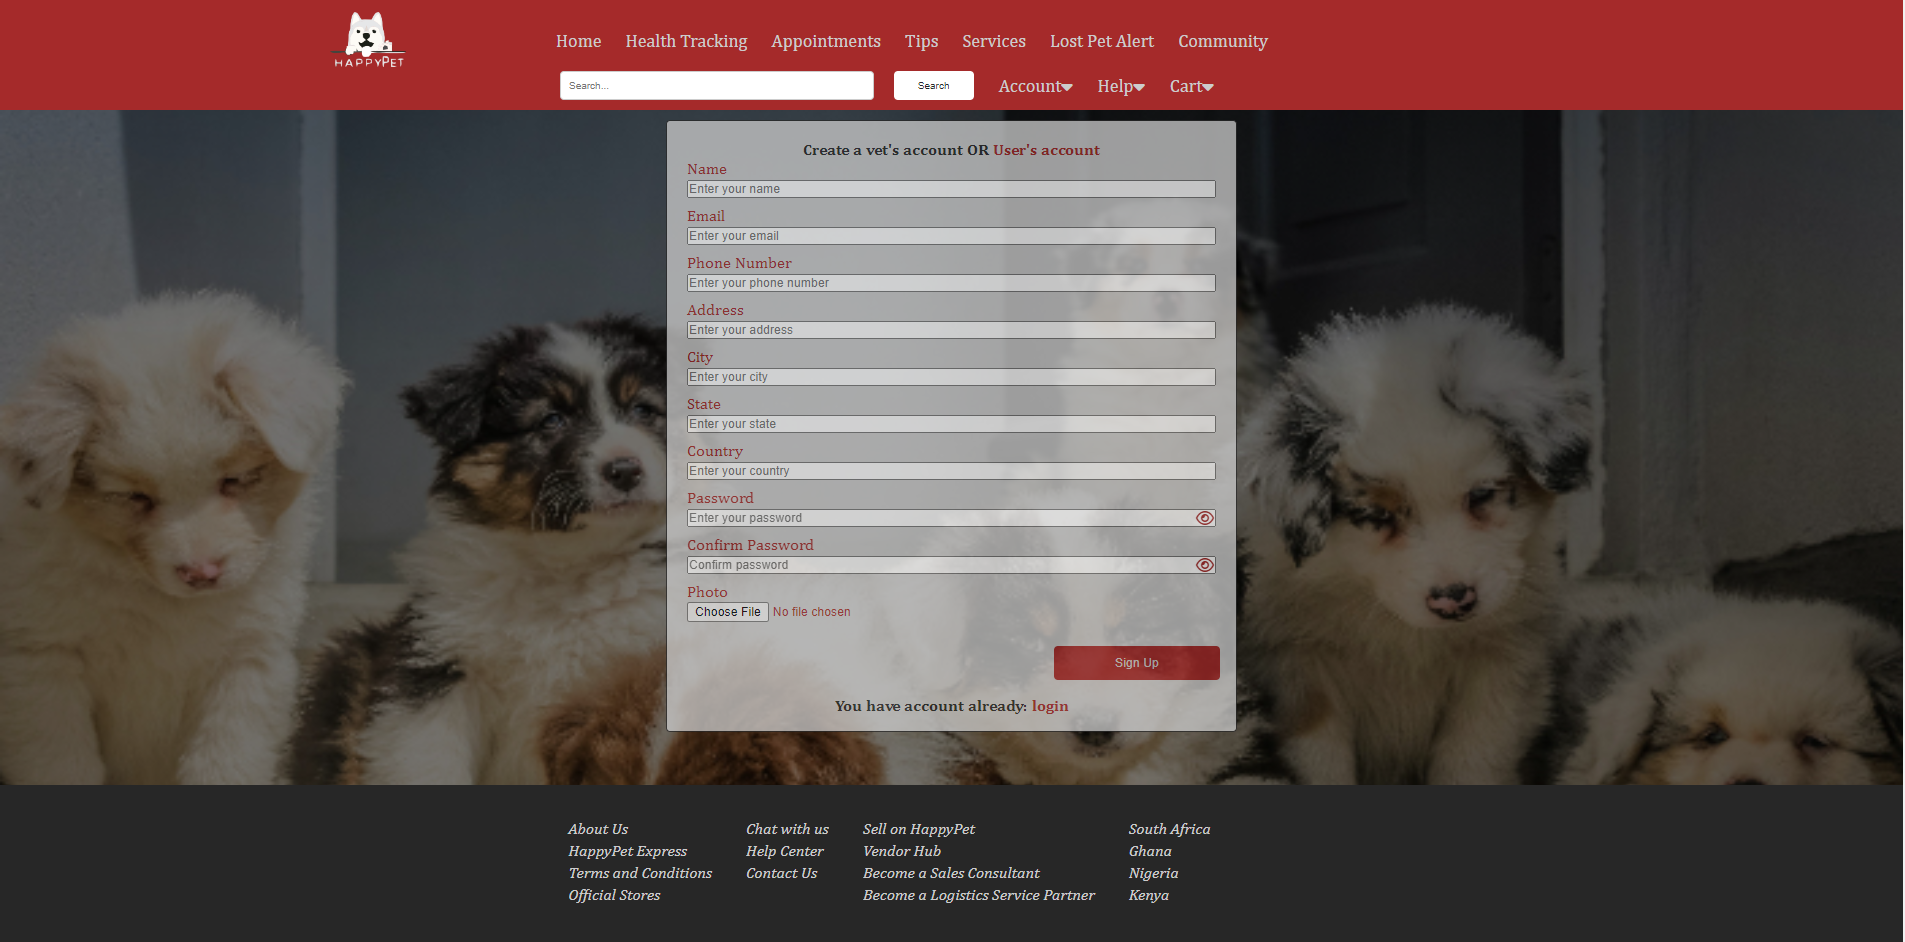 HAPPYPET
Home Health Tracking Appointments Tips Services Lost Pet Alert Community
Search... Search Account Help Cart
Create a vet's account OR User's account
Name
Enter your name
Email
Enter your email
Phone Number
Enter your phone number
Address
Enter your address
City
Enter your city
State
Enter your state
Country
Enter your country
Password
Enter your password
Confirm Password
Confirm password
Photo
Choose File No file chosen
Sign Up
You have account already: login
About Us
HappyPet Express
Terms and Conditions
Official Stores
Chat with us
Help Center
Contact Us
Sell on HappyPet
Vendor Hub
Become a Sales Consultant
Become a Logistics Service Partner
South Africa
Ghana
Nigeria
Kenya